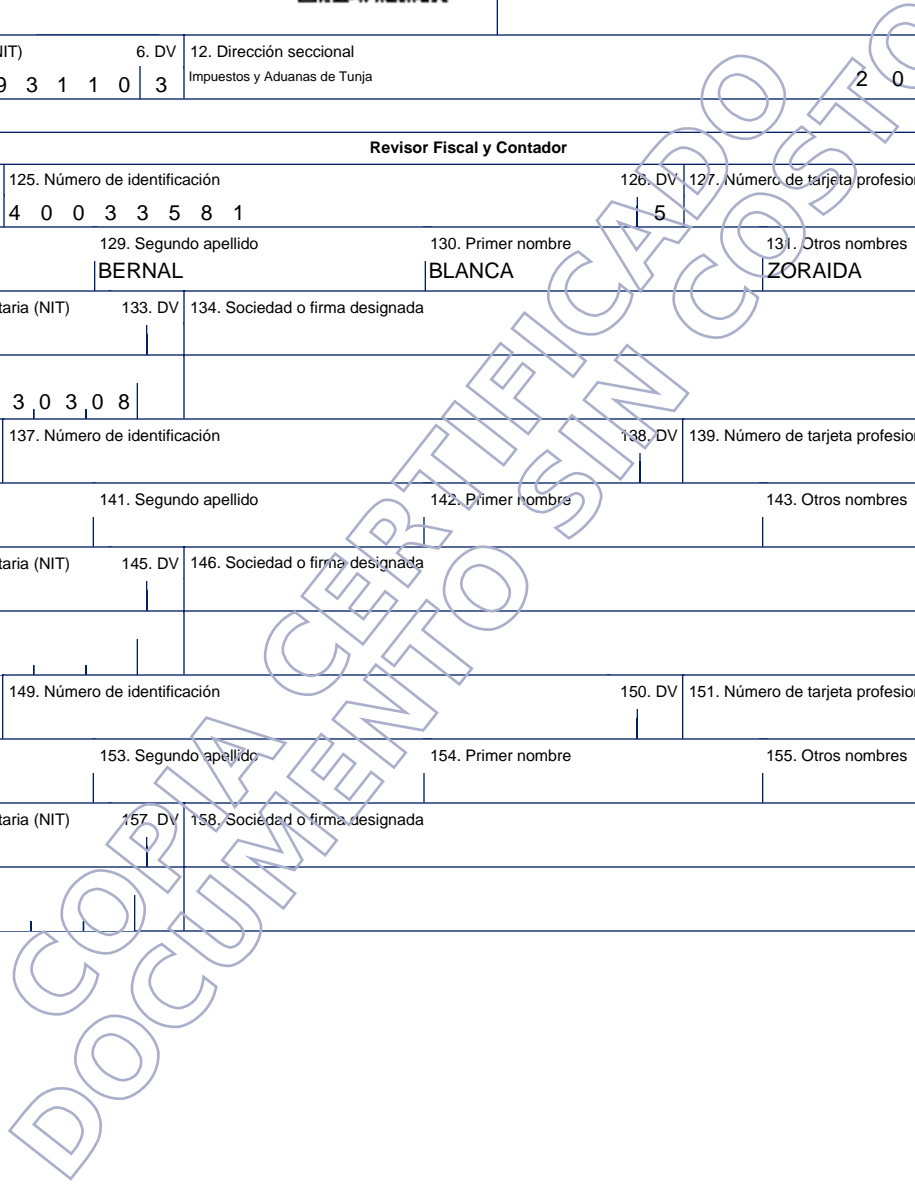 NIT) 6. DV 12. Dirección seccional
9 3 1 1 0 3 Impuestos y Aduanas de Tunja 2 0
Revisor Fiscal y Contador
125. Número de identificación 126. DV 127. Número de tarjeta profesion
4 0 0 3 3 5 8 1 5
129. Segundo apellido 130. Primer nombre 131. Otros nombres
BERNAL BLANCA ZORAIDA
taria (NIT) 133. DV 134. Sociedad o firma designada
3 0 3 0 8
137. Número de identificación 138. DV 139. Número de tarjeta profesion
141. Segundo apellido 142. Primer nombre 143. Otros nombres
taria (NIT) 145. DV 146. Sociedad o firma designada
149. Número de identificación 150. DV 151. Número de tarjeta profesion
153. Segundo apellido 154. Primer nombre 155. Otros nombres
taria (NIT) 157. DV 158. Sociedad o firma designada
COPIA CERTIFICADO
DOCUMENTO SIN COSTO